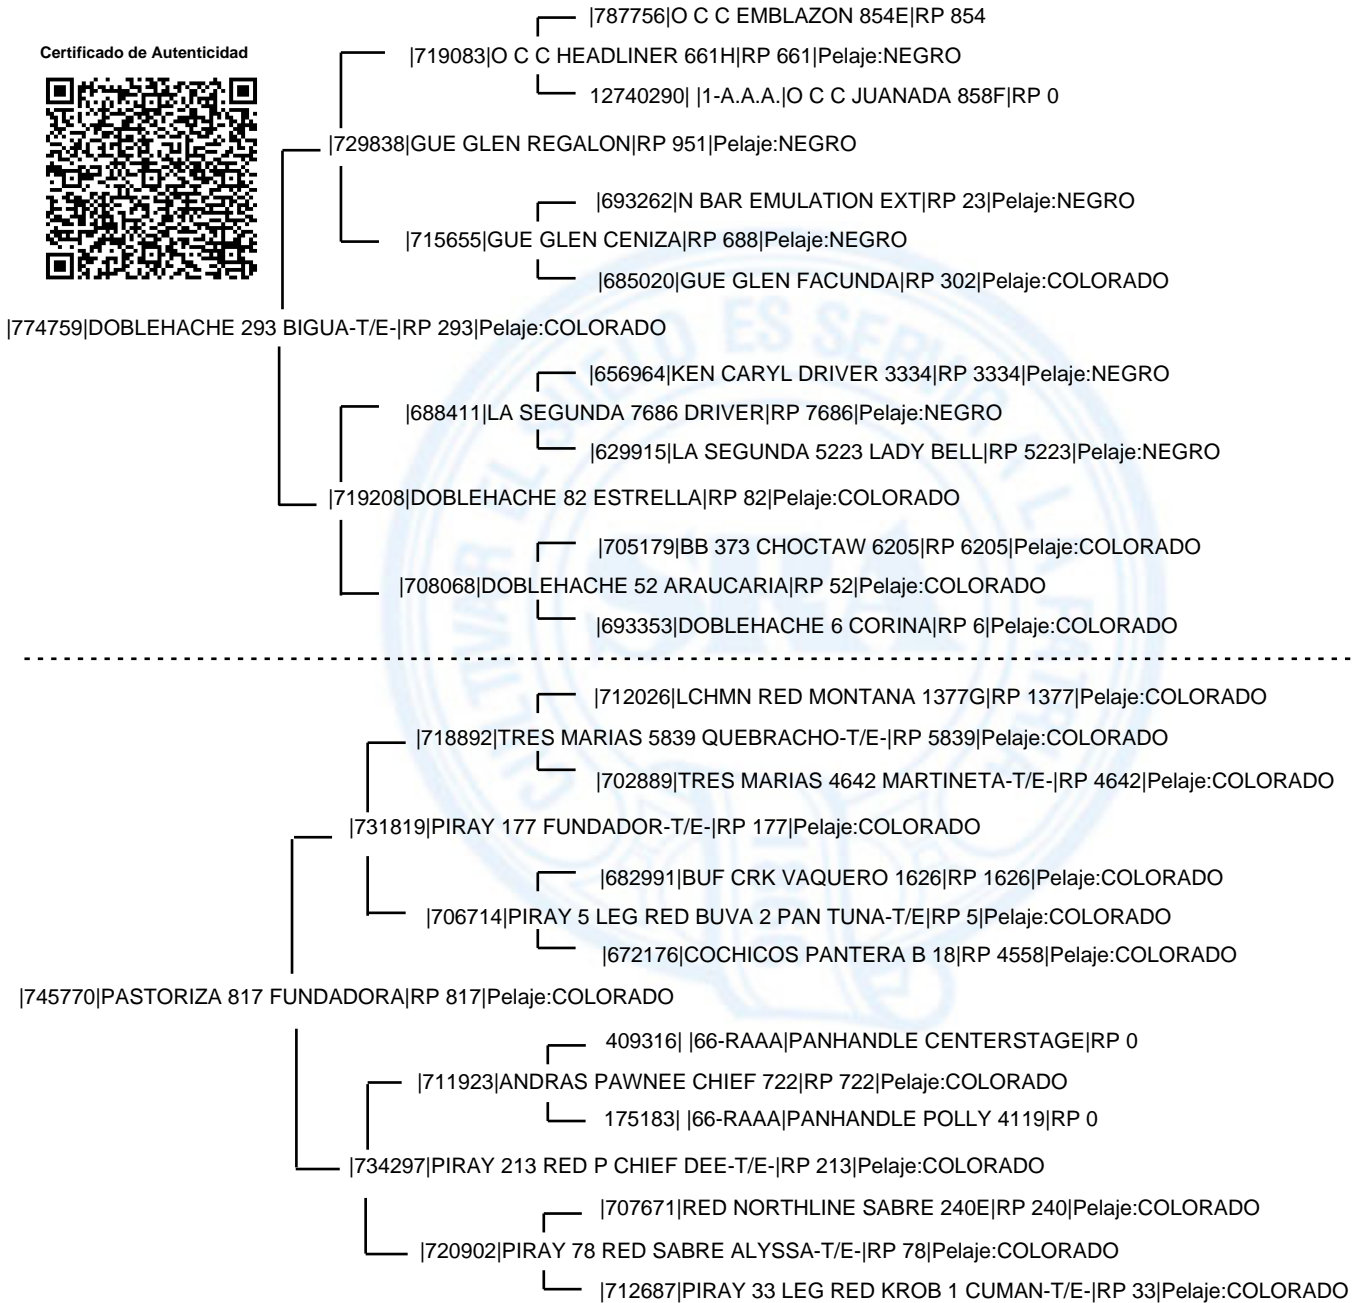 |787756|O C C EMBLAZON 854E|RP 854
Certificado de Autenticidad
|719083|O C C HEADLINER 661H|RP 661|Pelaje:NEGRO
12740290| |1-A.A.A.|O C C JUANADA 858F|RP 0
|729838|GUE GLEN REGALON|RP 951|Pelaje:NEGRO
|693262|N BAR EMULATION EXT|RP 23|Pelaje:NEGRO
|715655|GUE GLEN CENIZA|RP 688|Pelaje:NEGRO
|685020|GUE GLEN FACUNDA|RP 302|Pelaje:COLORADO
|774759|DOBLEHACHE 293 BIGUA-T/E-|RP 293|Pelaje:COLORADO
|656964|KEN CARYL DRIVER 3334|RP 3334|Pelaje:NEGRO
|688411|LA SEGUNDA 7686 DRIVER|RP 7686|Pelaje:NEGRO
|629915|LA SEGUNDA 5223 LADY BELL|RP 5223|Pelaje:NEGRO
|719208|DOBLEHACHE 82 ESTRELLA|RP 82|Pelaje:COLORADO
|705179|BB 373 CHOCTAW 6205|RP 6205|Pelaje:COLORADO
|708068|DOBLEHACHE 52 ARAUCARIA|RP 52|Pelaje:COLORADO
|693353|DOBLEHACHE 6 CORINA|RP 6|Pelaje:COLORADO
|712026|LCHMN RED MONTANA 1377G|RP 1377|Pelaje:COLORADO
|718892|TRES MARIAS 5839 QUEBRACHO-T/E-|RP 5839|Pelaje:COLORADO
|702889|TRES MARIAS 4642 MARTINETA-T/E-|RP 4642|Pelaje:COLORADO
|731819|PIRAY 177 FUNDADOR-T/E-|RP 177|Pelaje:COLORADO
|682991|BUF CRK VAQUERO 1626|RP 1626|Pelaje:COLORADO
|706714|PIRAY 5 LEG RED BUVA 2 PAN TUNA-T/E|RP 5|Pelaje:COLORADO
|672176|COCHICOS PANTERA B 18|RP 4558|Pelaje:COLORADO
|745770|PASTORIZA 817 FUNDADORA|RP 817|Pelaje:COLORADO
409316| |66-RAAA|PANHANDLE CENTERSTAGE|RP 0
|711923|ANDRAS PAWNEE CHIEF 722|RP 722|Pelaje:COLORADO
175183| |66-RAAA|PANHANDLE POLLY 4119|RP 0
|734297|PIRAY 213 RED P CHIEF DEE-T/E-|RP 213|Pelaje:COLORADO
|707671|RED NORTHLINE SABRE 240E|RP 240|Pelaje:COLORADO
|720902|PIRAY 78 RED SABRE ALYSSA-T/E-|RP 78|Pelaje:COLORADO
|712687|PIRAY 33 LEG RED KROB 1 CUMAN-T/E-|RP 33|Pelaje:COLORADO
CULTIVAR EL SUELO ES SERVIR A LA PATRIA
SRA
1866